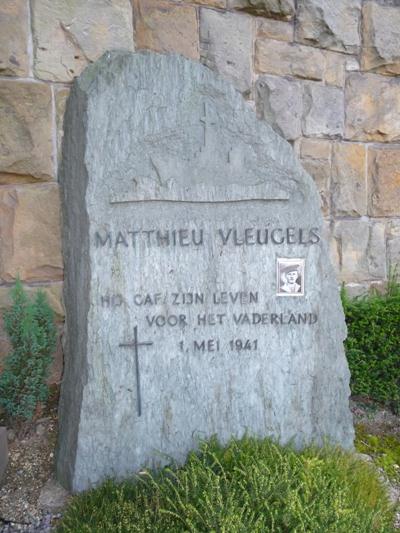 MATTHIEU VLEUGELS
HIJ GAF ZIJN LEVEN
VOOR HET VADERLAND
1. MEI 1941